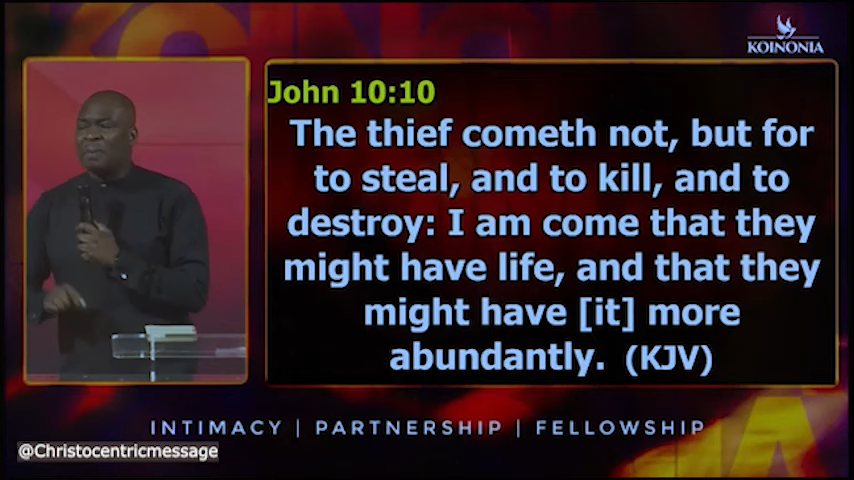 KOINONIA
John 10:10
The thief cometh not, but for
to steal, and to kill, and to
destroy: I am come that they
might have life, and that they
might have [it] more
abundantly. (KJV)
INTIMACY | PARTNERSHIP | FELLOWSHIP
@Christocentricmessage